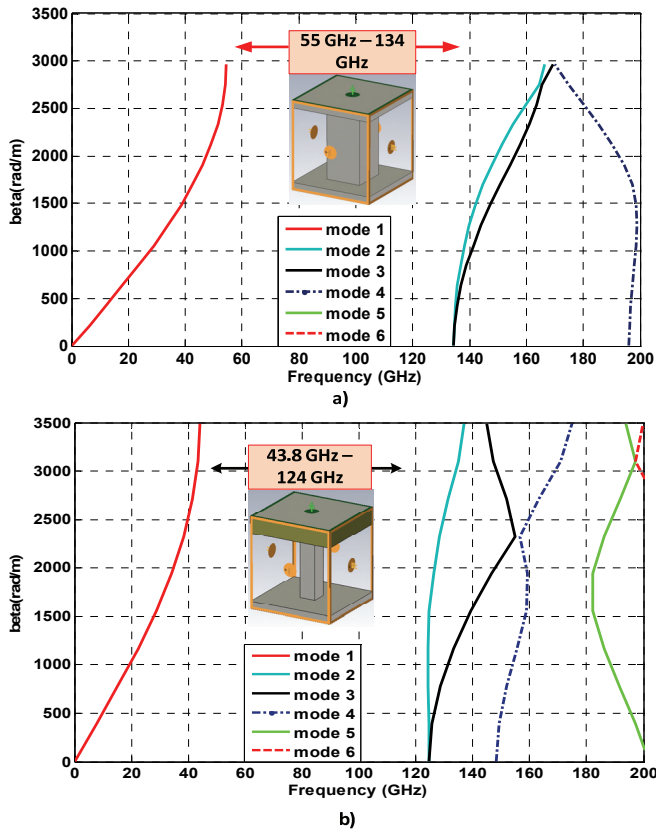 3500
3000
2500
2000
1500
1000
500
0
beta(rad/m)
55 GHz – 134
GHz
mode 1
mode 2
mode 3
mode 4
mode 5
mode 6
0 20 40 60 80 100 120 140 160 180 200
Frequency (GHz)
a)
3500
3000
2500
2000
1500
1000
500
0
beta(rad/m)
43.8 GHz –
124 GHz
mode 1
mode 2
mode 3
mode 4
mode 5
mode 6
0 20 40 60 80 100 120 140 160 180 200
Frequency (GHz)
b)